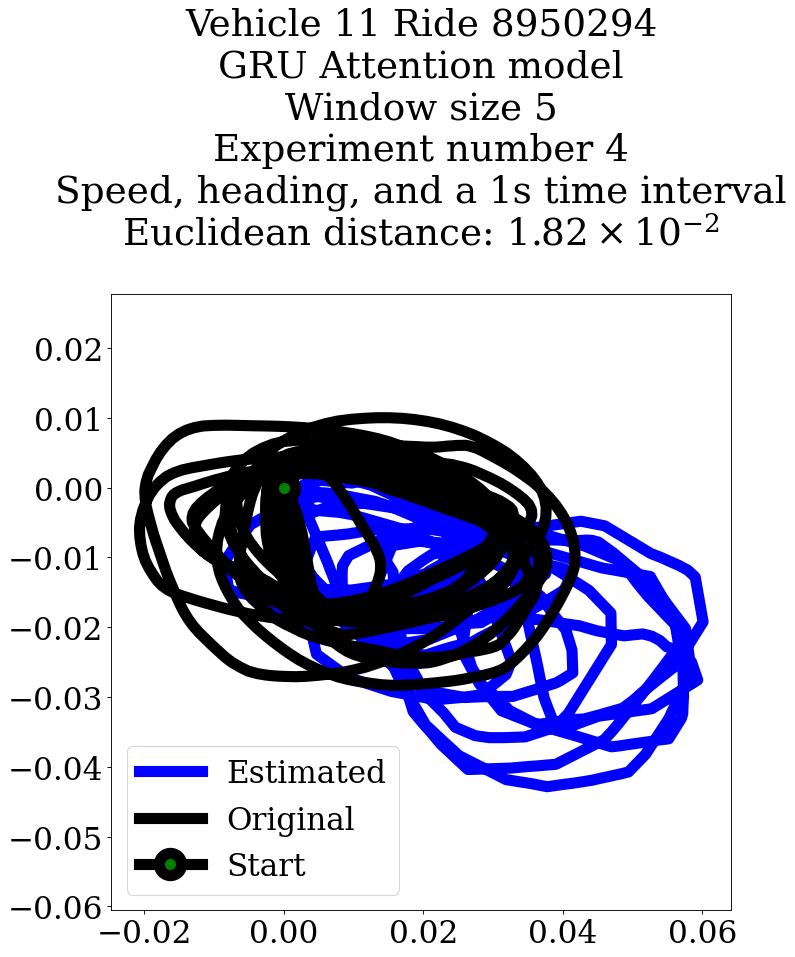 Vehicle 11 Ride 8950294
GRU Attention model
Window size 5
Experiment number 4
Speed, heading, and a 1s time interval
Euclidean distance: 1.82 × 10⁻²
0.02
0.01
0.00
−0.01
−0.02
−0.03
−0.04
−0.05
−0.06
Estimated
Original
Start
−0.02 0.00 0.02 0.04 0.06